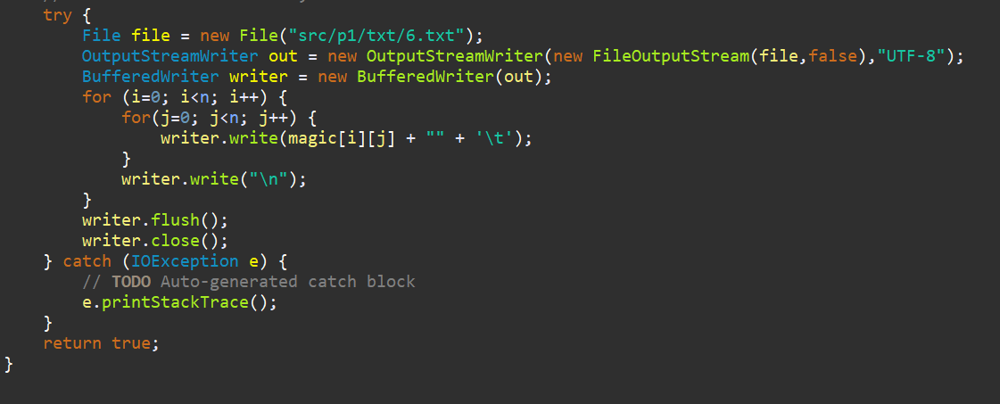 try {
File file = new File("src/p1/txt/6.txt");
OutputStreamWriter out = new OutputStreamWriter(new FileOutputStream(file,false),"UTF-8");
BufferedWriter writer = new BufferedWriter(out);
for (i=0; i<n; i++) {
for(j=0; j<n; j++) {
writer.write(magic[i][j] + "" + '\t');
}
writer.write("\n");
}
writer.flush();
writer.close();
} catch (IOException e) {
// TODO Auto-generated catch block
e.printStackTrace();
}
return true;
}